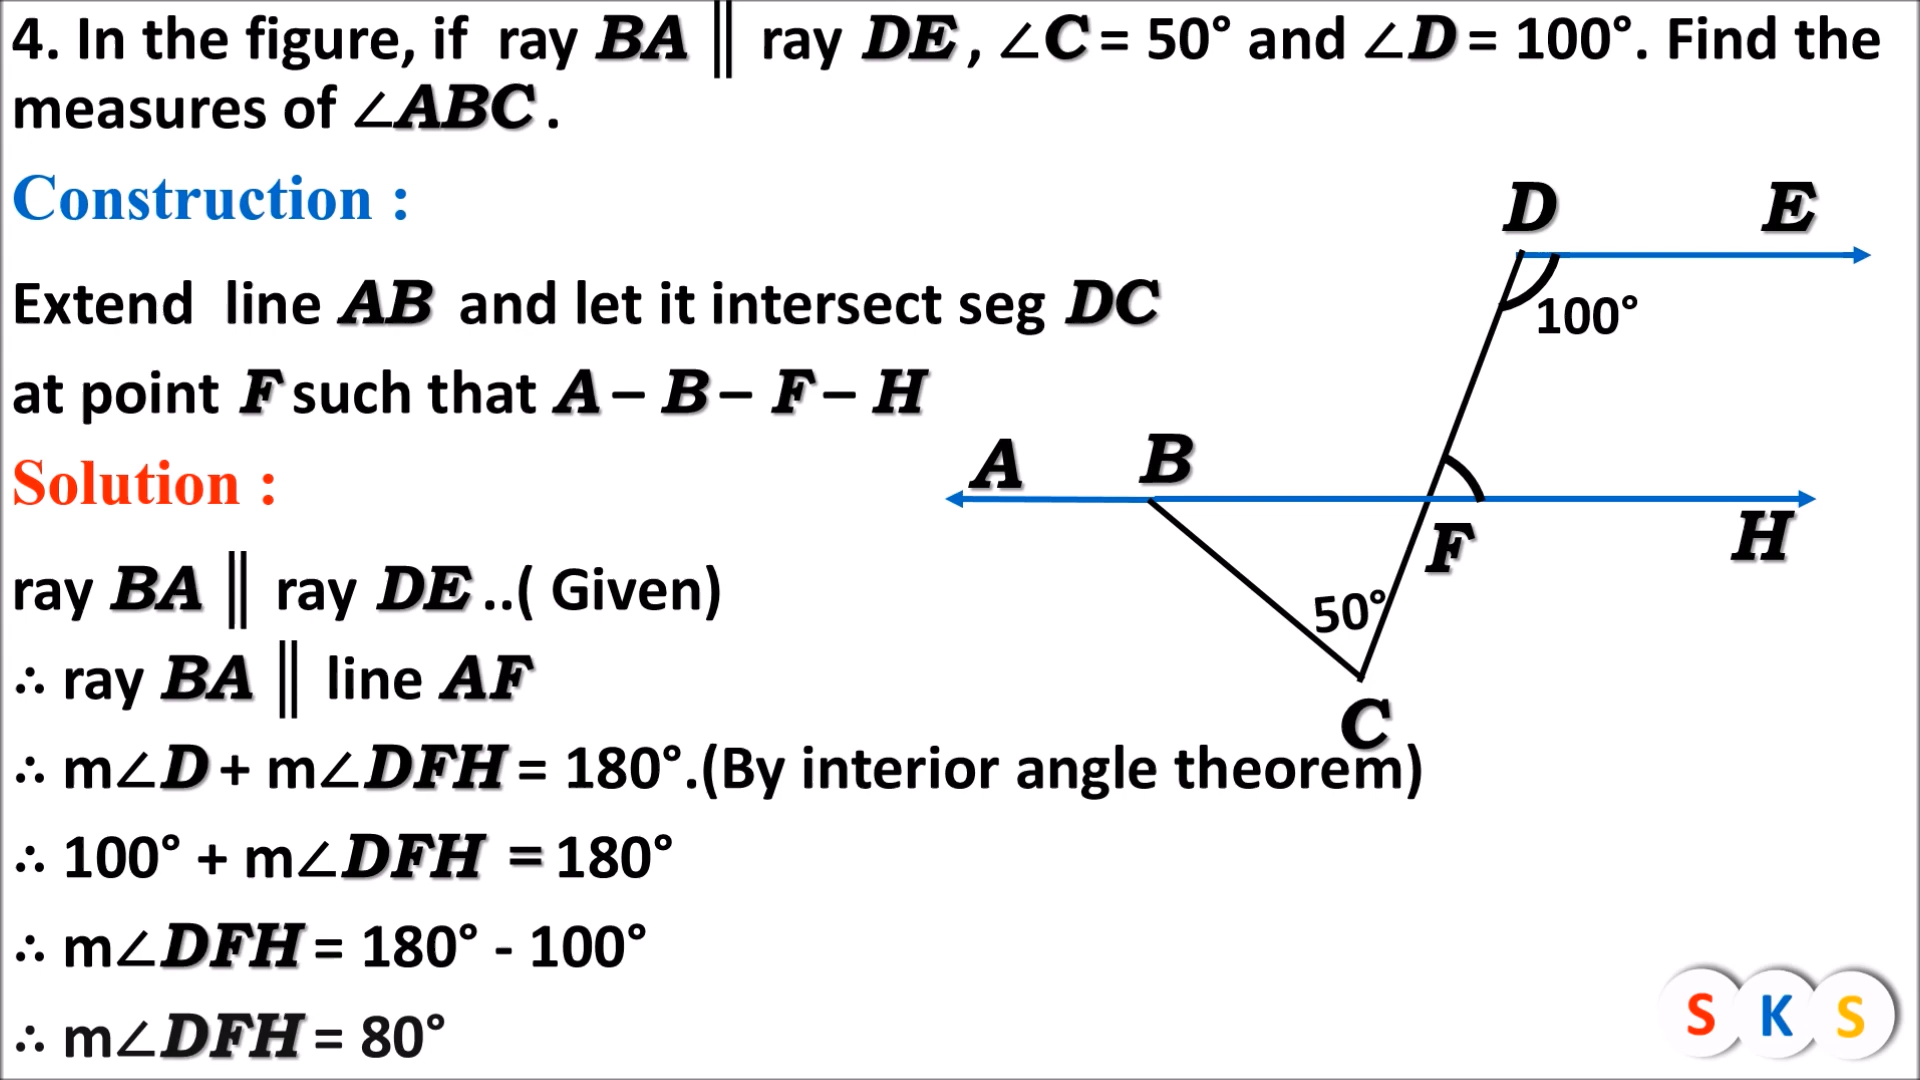 4. In the figure, if ray BA ∥ ray DE, ∠C = 50° and ∠D = 100°. Find the
measures of ∠ABC.
Construction :
Extend line AB and let it intersect seg DC
at point F such that A – B – F – H
Solution :
ray BA ∥ ray DE ..( Given)
∴ ray BA ∥ line AF
∴ m∠D + m∠DFH = 180°.(By interior angle theorem)
∴ 100° + m∠DFH = 180°
∴ m∠DFH = 180° - 100°
∴ m∠DFH = 80°
D E
100°
A B
F H
50°
C
S K S